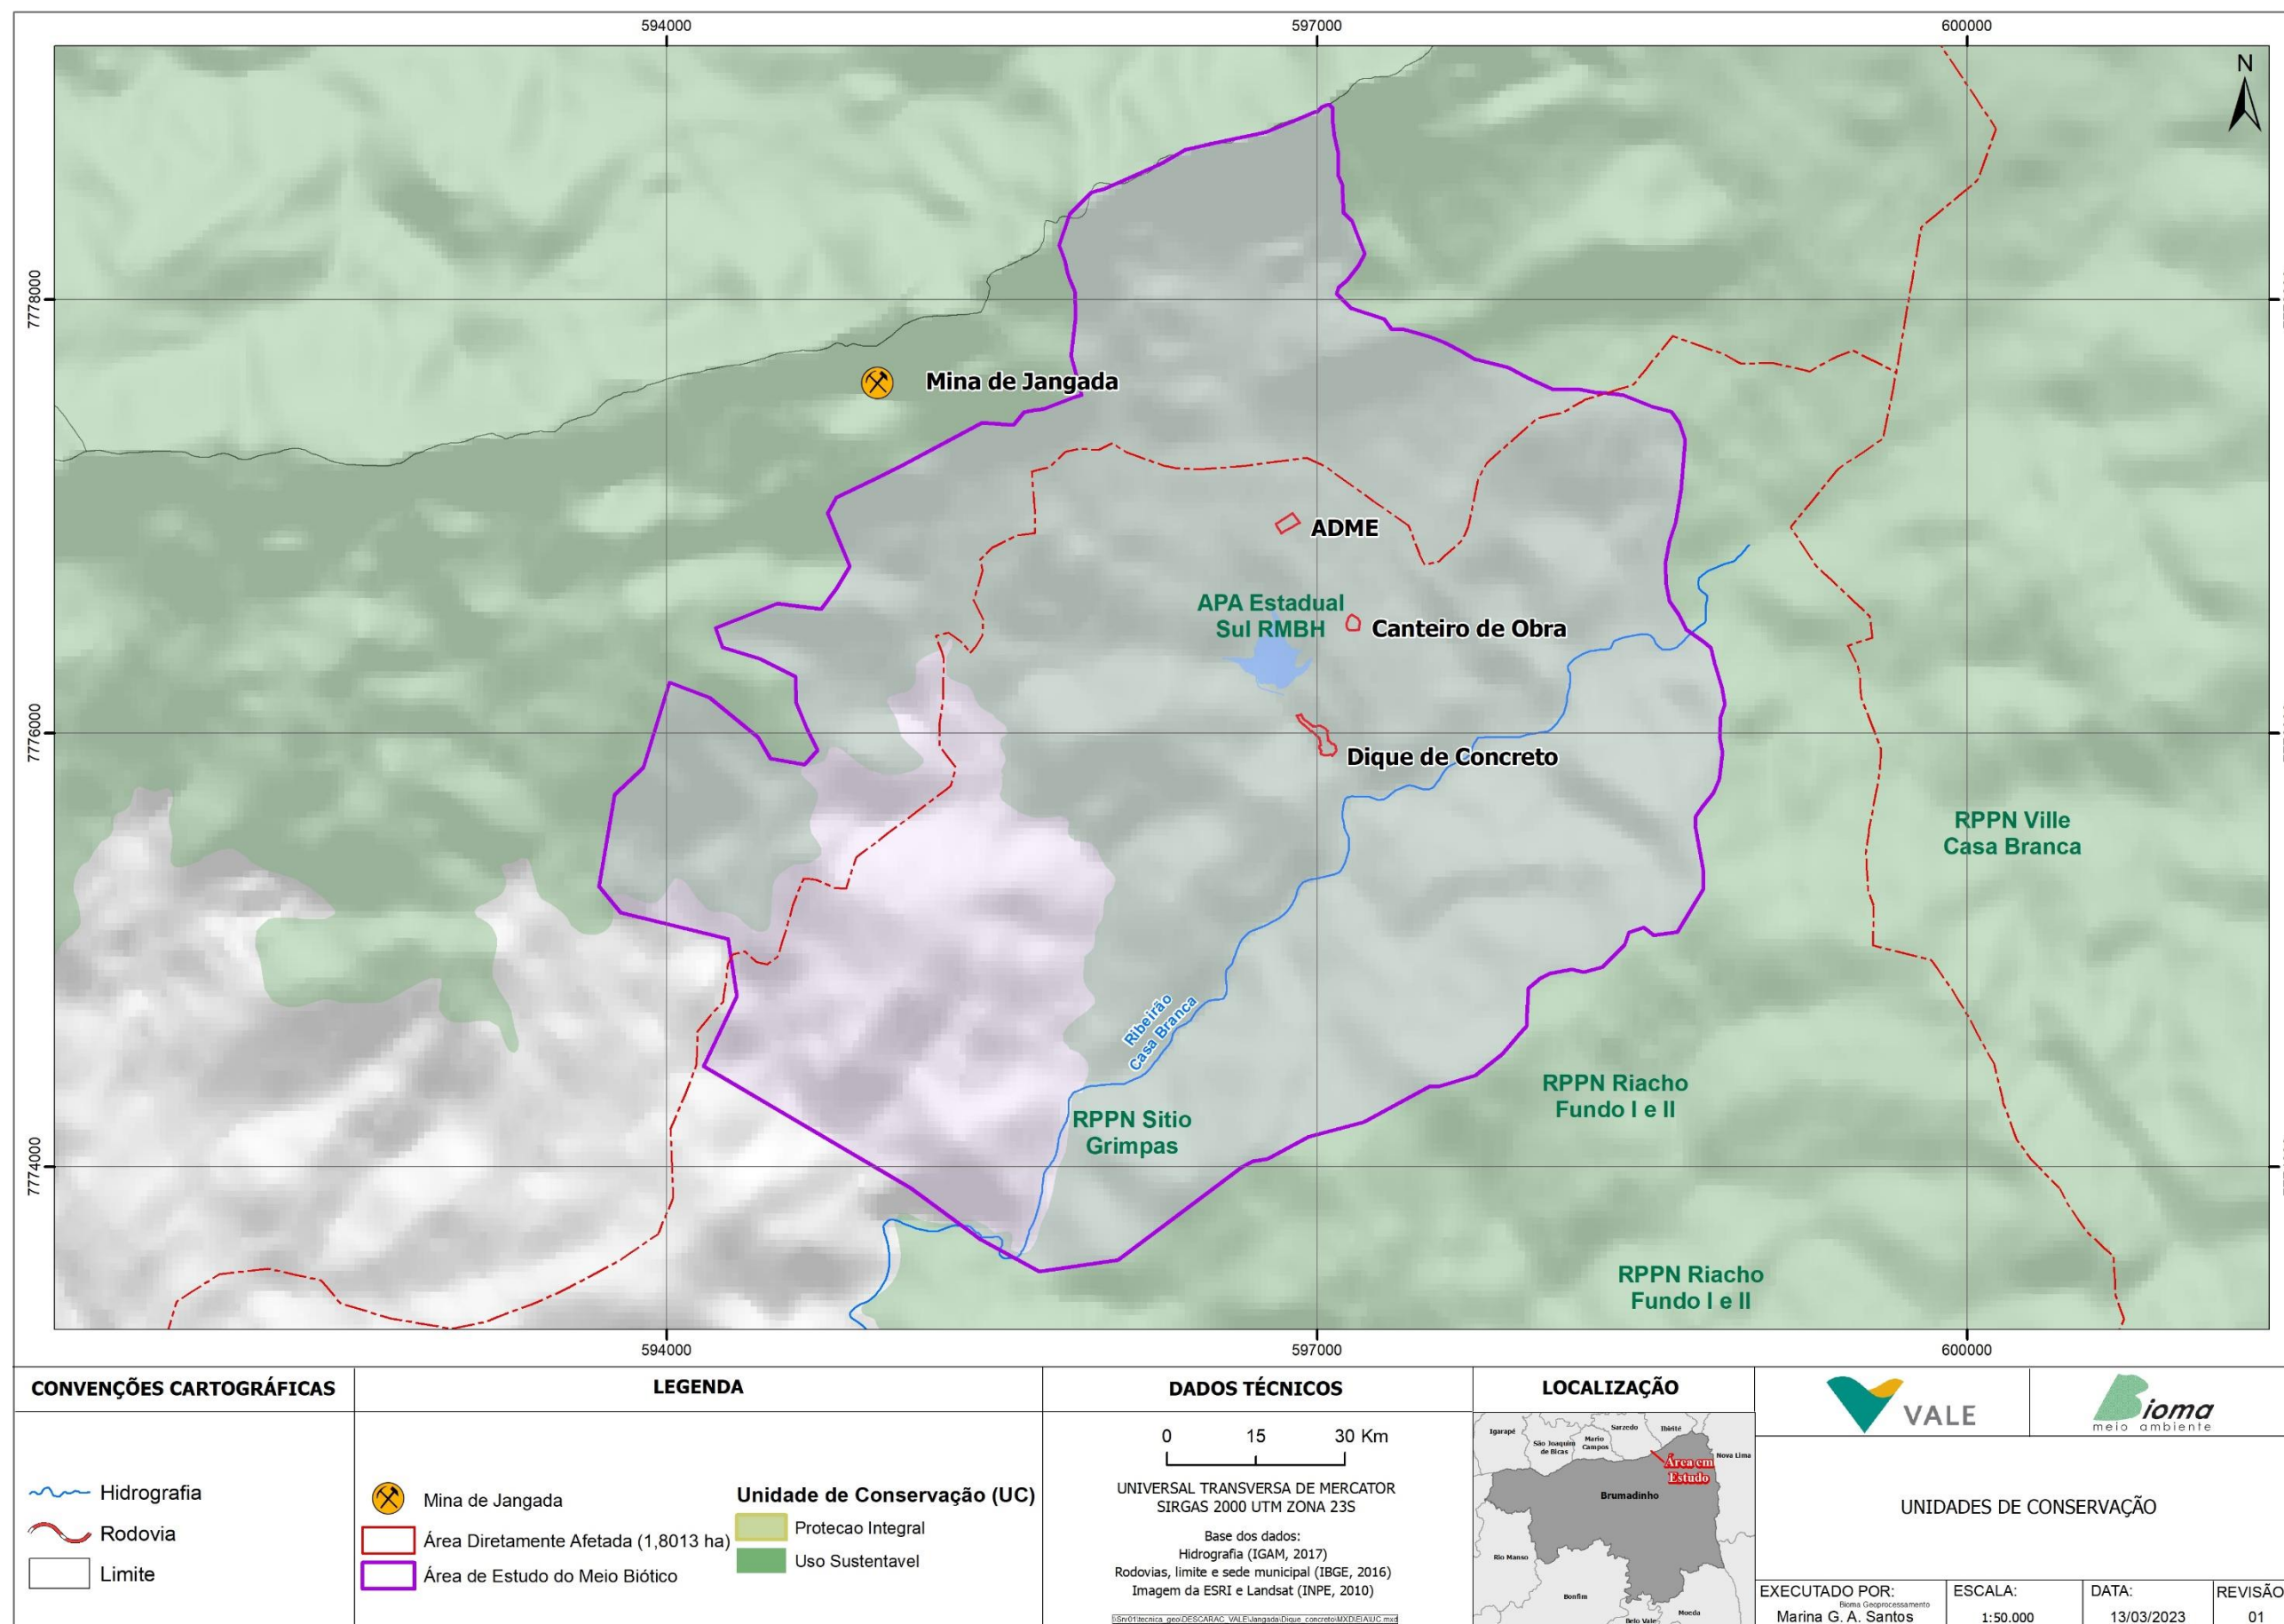 594000
597000
600000
N
7778000
Mina de Jangada
ADME
APA Estadual
Sul RMBH
Canteiro de Obra
7776000
Dique de Concreto
RPPN Ville
Casa Branca
Ribeirão
Casa Branca
RPPN Riacho
Fundo I e II
RPPN Sitio
Grimpas
7774000
RPPN Riacho
Fundo I e II
594000
597000
600000
CONVENÇÕES CARTOGRÁFICAS
Hidrografia
Rodovia
Limite
LEGENDA
Mina de Jangada
Área Diretamente Afetada (1,8013 ha)
Área de Estudo do Meio Biótico
Unidade de Conservação (UC)
Protecao Integral
Uso Sustentavel
DADOS TÉCNICOS
0 15 30 Km
UNIVERSAL TRANSVERSA DE MERCATOR
SIRGAS 2000 UTM ZONA 23S
Base dos dados:
Hidrografia (IGAM, 2017)
Rodovias, limite e sede municipal (IBGE, 2016)
Imagem da ESRI e Landsat (INPE, 2010)
LOCALIZAÇÃO
Igarapé
São Joaquim
de Bicas
Mario
Campos
Sarzedo
Ibirité
Nova Lima
Área em
Estudo
Brumadinho
Rio Manso
Bonfim
Belo Vale
Moeda
VALE
Bioma
meio ambiente
UNIDADES DE CONSERVAÇÃO
EXECUTADO POR:
Bioma Geoprocessamento
Marina G. A. Santos
ESCALA:
1:50.000
DATA:
13/03/2023
REVISÃO
01